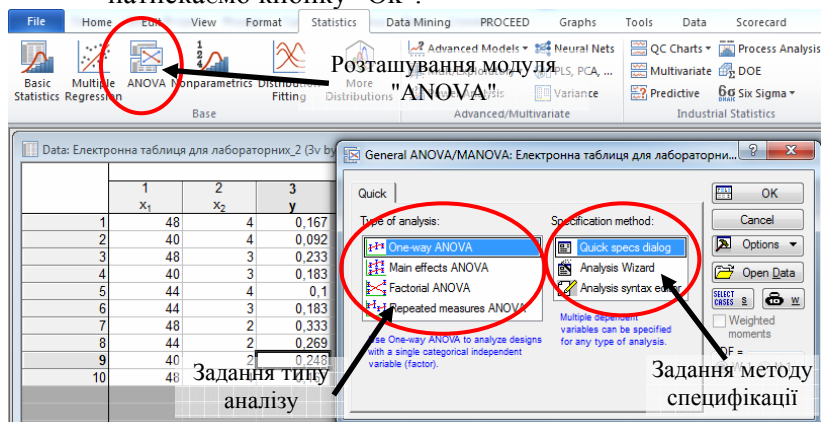 натискаємо кнопку "Ok".
File Home Edit View Format Statistics Data Mining PROCEED Graphs Tools Data Scorecard
Basic Statistics
Multiple Regression
ANOVA
Nonparametrics
Distribution Fitting
More Distributions
Base
Advanced Models
Neural Nets
PLS, PCA, ...
Variance
Advanced/Multivariate
QC Charts
Multivariate
Predictive
Process Analysis
DOE
Six Sigma
Industrial Statistics
Розташування модуля
"ANOVA"
Data: Електронна таблиця для лабораторних_2 (3v by
1 2 3
x₁ x₂ y
1 48 4 0,167
2 40 4 0,092
3 48 3 0,233
4 40 3 0,183
5 44 4 0,1
6 44 3 0,183
7 48 2 0,333
8 44 2 0,269
9 40 2 0,248
10 48
General ANOVA/MANOVA: Електронна таблиця для лабораторни...
Quick
Type of analysis:
One-way ANOVA
Main effects ANOVA
Factorial ANOVA
Repeated measures ANOVA
Use One-way ANOVA to analyze designs
with a single categorical independent
variable (factor).
Specification method:
Quick specs dialog
Analysis Wizard
Analysis syntax editor
Multiple dependent
variables can be specified
for any type of analysis.
OK
Cancel
Options
Open Data
SELECT CASES S W
Weighted
moments
DF =
Задання типу
аналізу
Задання методу
специфікації